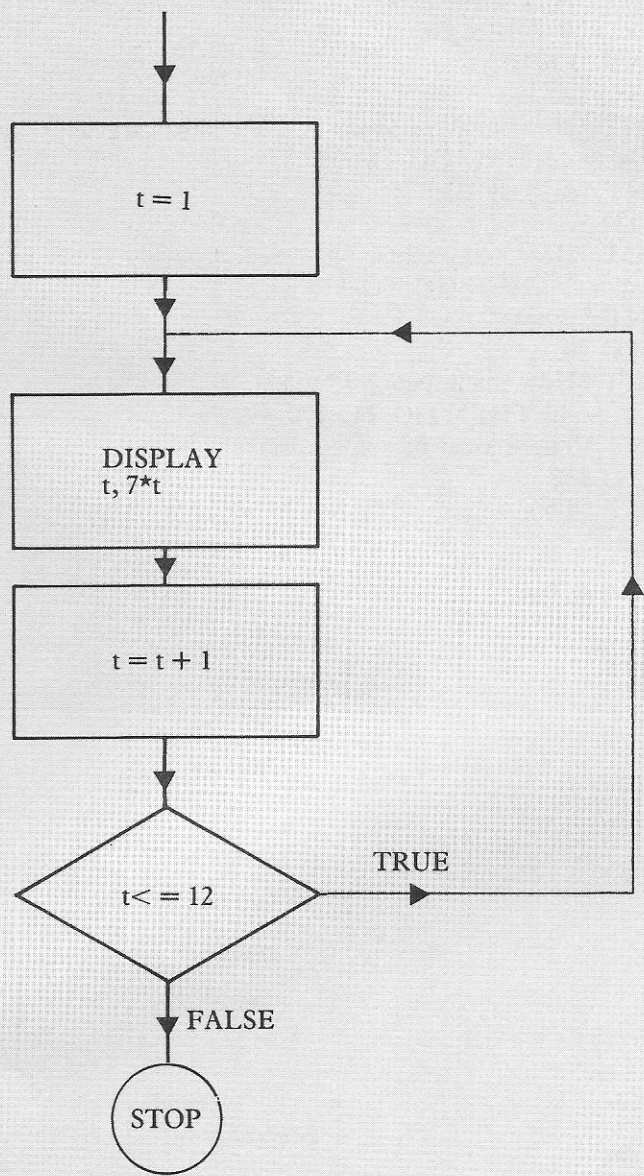 t = 1
DISPLAY
t, 7*t
t = t + 1
t< = 12
TRUE
FALSE
STOP